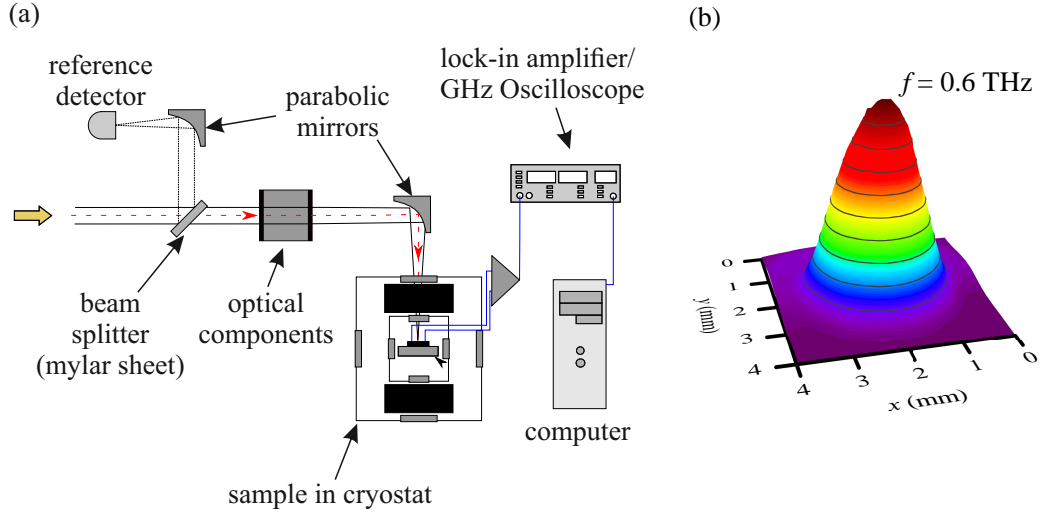 (a)
reference
detector
parabolic
mirrors
lock-in amplifier/
GHz Oscilloscope
beam
splitter
(mylar sheet)
optical
components
sample in cryostat
computer
(b)
f = 0.6 THz
0
1
2
3
4
y(mm)
4
3
2
1
0
x (mm)